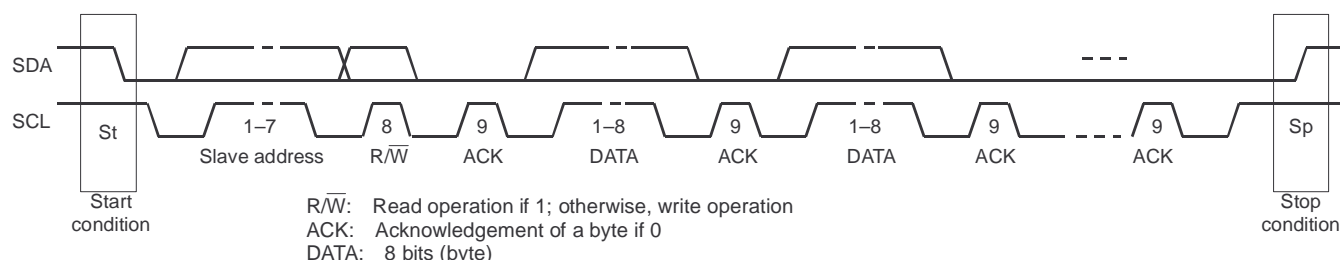 SDA
SCL
St
1–7
8
9
1–8
9
1–8
9
9
Sp
Slave address
R/W̅
ACK
DATA
ACK
DATA
ACK
ACK
Start
condition
Stop
condition
R/W̅: Read operation if 1; otherwise, write operation
ACK: Acknowledgement of a byte if 0
DATA: 8 bits (byte)